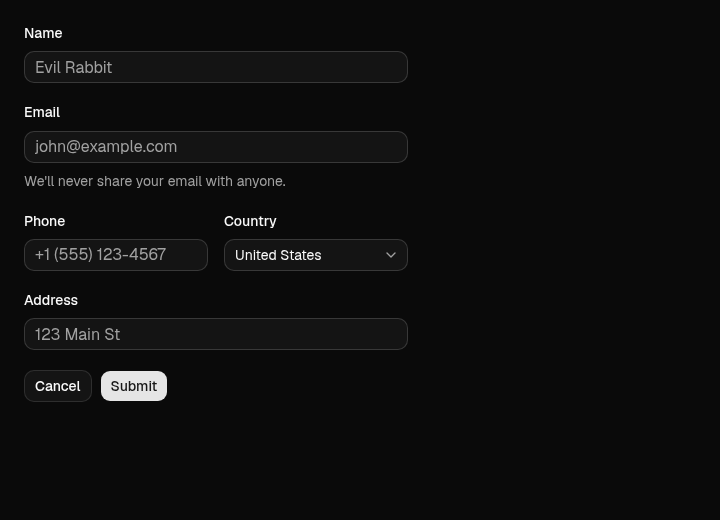 Name
Evil Rabbit
Email
john@example.com
We'll never share your email with anyone.
Phone
Country
+1 (555) 123-4567
United States
Address
123 Main St
Cancel
Submit